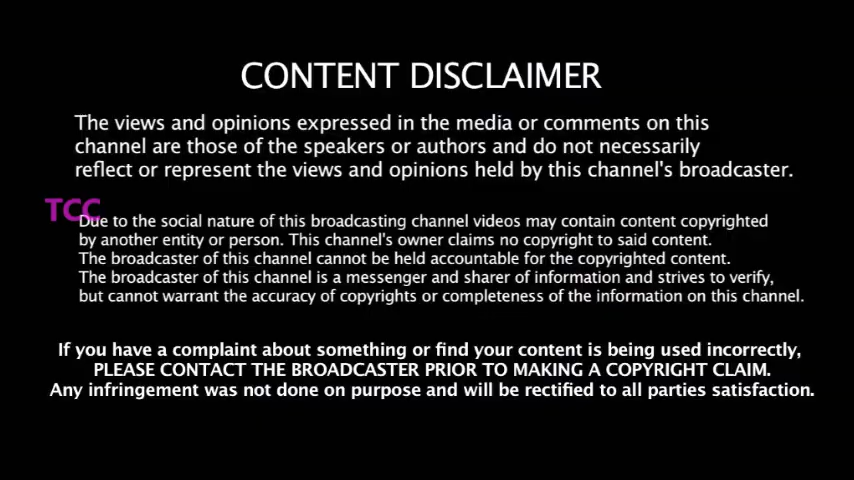 CONTENT DISCLAIMER
The views and opinions expressed in the media or comments on this
channel are those of the speakers or authors and do not necessarily
reflect or represent the views and opinions held by this channel's broadcaster.
TCC
Due to the social nature of this broadcasting channel videos may contain content copyrighted
by another entity or person. This channel's owner claims no copyright to said content.
The broadcaster of this channel cannot be held accountable for the copyrighted content.
The broadcaster of this channel is a messenger and sharer of information and strives to verify,
but cannot warrant the accuracy of copyrights or completeness of the information on this channel.
If you have a complaint about something or find your content is being used incorrectly,
PLEASE CONTACT THE BROADCASTER PRIOR TO MAKING A COPYRIGHT CLAIM.
Any infringement was not done on purpose and will be rectified to all parties satisfaction.